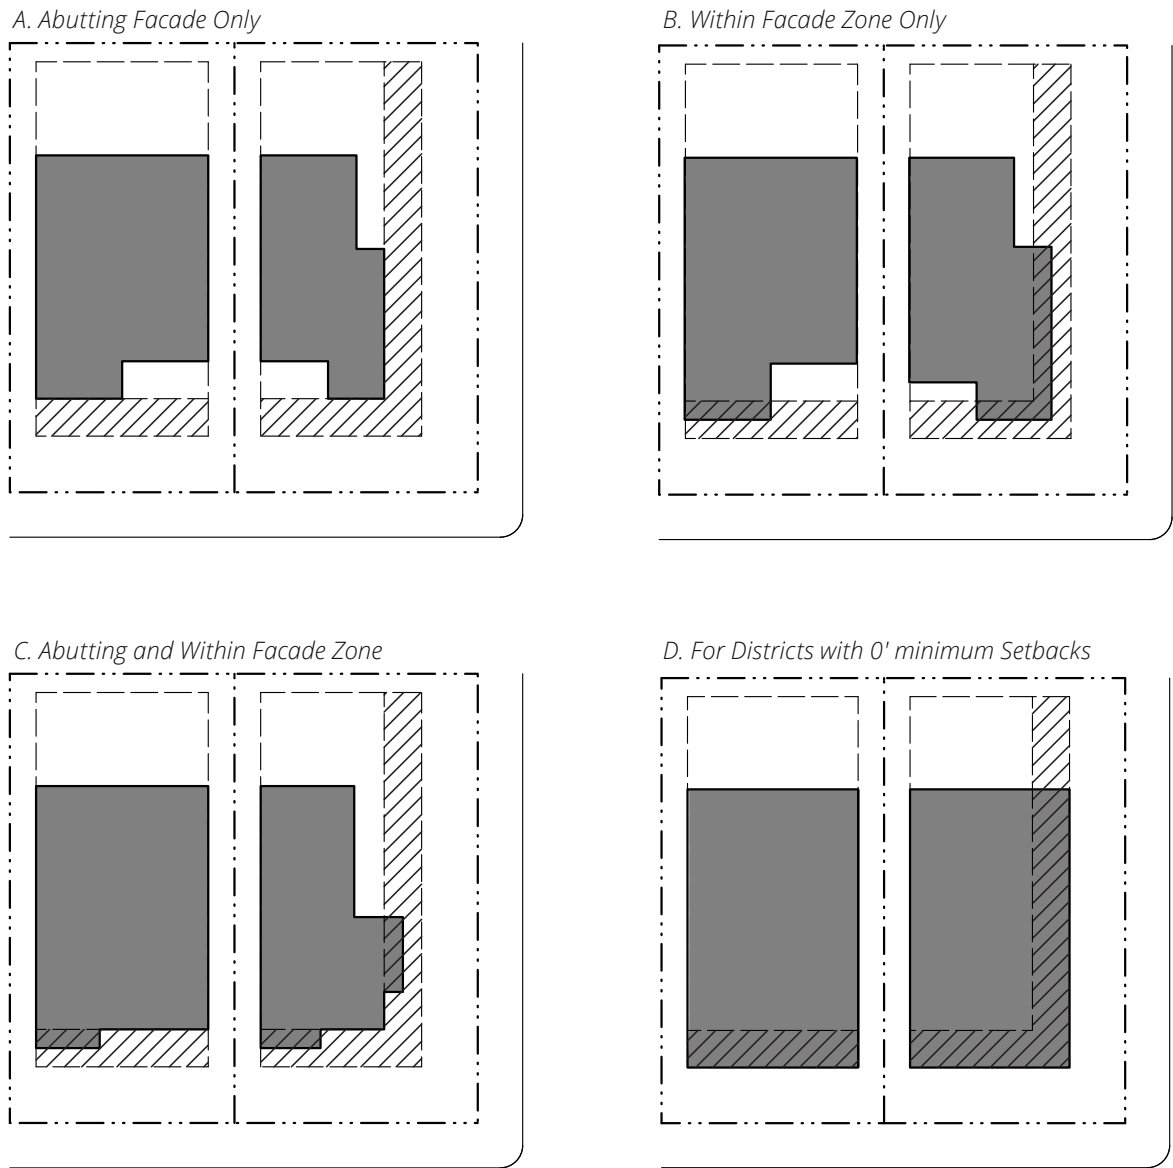 A. Abutting Facade Only
B. Within Facade Zone Only
C. Abutting and Within Facade Zone
D. For Districts with 0' minimum Setbacks